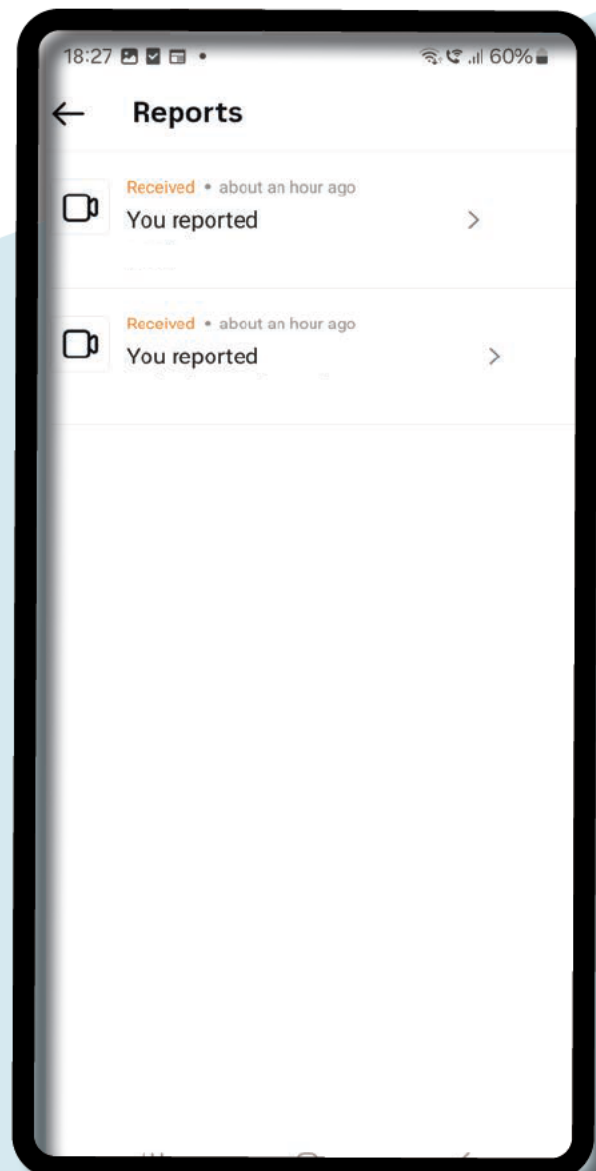 18:27
60%
Reports
Received • about an hour ago
You reported
Received • about an hour ago
You reported